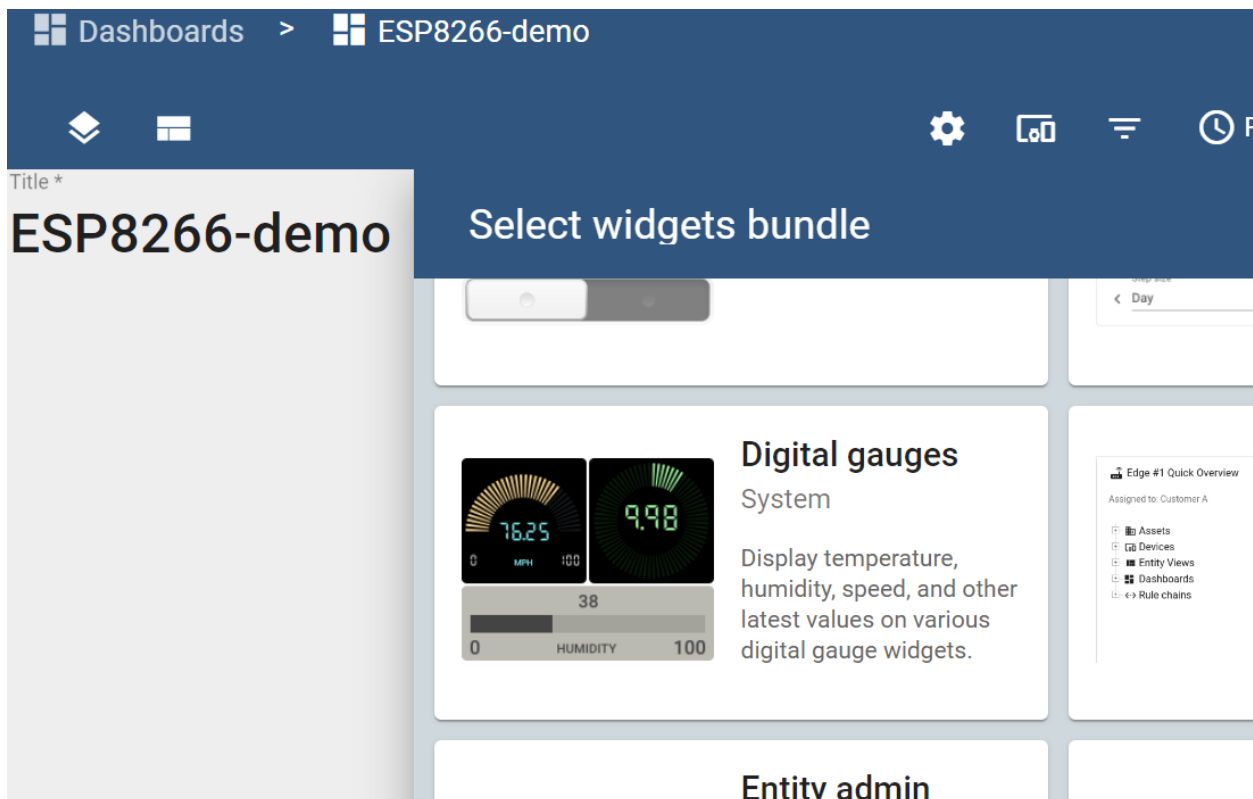 Dashboards > ESP8266-demo
Title *
ESP8266-demo
Select widgets bundle
Day
Digital gauges
System
Display temperature,
humidity, speed, and other
latest values on various
digital gauge widgets.
76.25
0 MPH 100
9.98
38
0 HUMIDITY 100
Edge #1 Quick Overview
Assigned to: Customer A
Assets
Devices
Entity Views
Dashboards
Rule chains
Entity admin